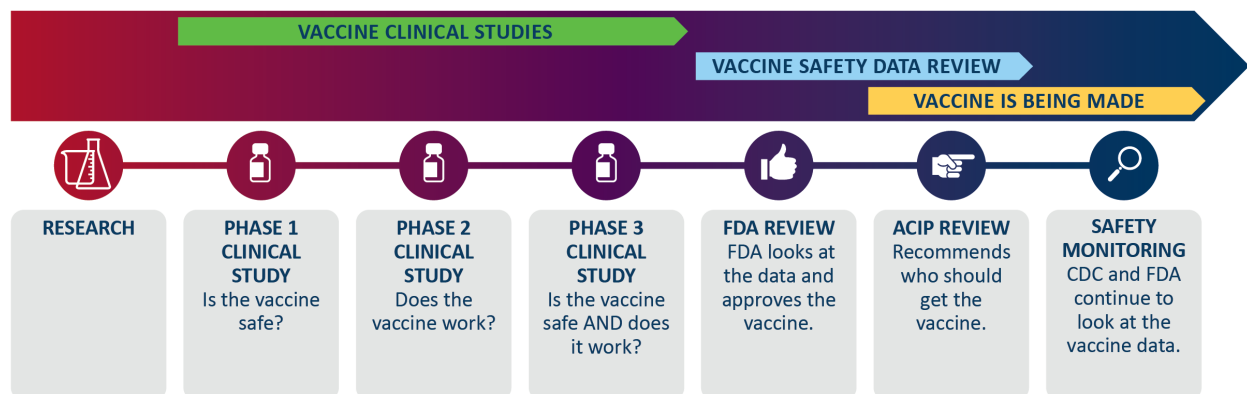 VACCINE CLINICAL STUDIES
VACCINE SAFETY DATA REVIEW
VACCINE IS BEING MADE
RESEARCH
PHASE 1
CLINICAL
STUDY
Is the vaccine
safe?
PHASE 2
CLINICAL
STUDY
Does the
vaccine work?
PHASE 3
CLINICAL
STUDY
Is the vaccine
safe AND does
it work?
FDA REVIEW
FDA looks at
the data and
approves the
vaccine.
ACIP REVIEW
Recommends
who should
get the
vaccine.
SAFETY
MONITORING
CDC and FDA
continue to
look at the
vaccine data.